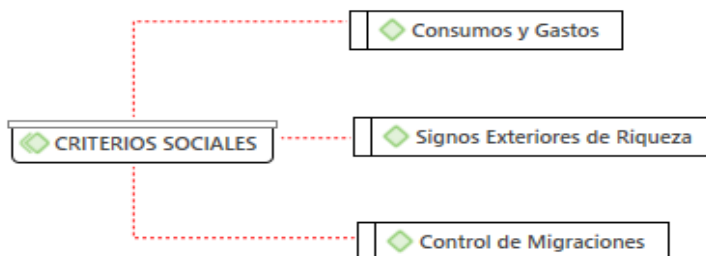 Consumos y Gastos
CRITERIOS SOCIALES
Signos Exteriores de Riqueza
Control de Migraciones